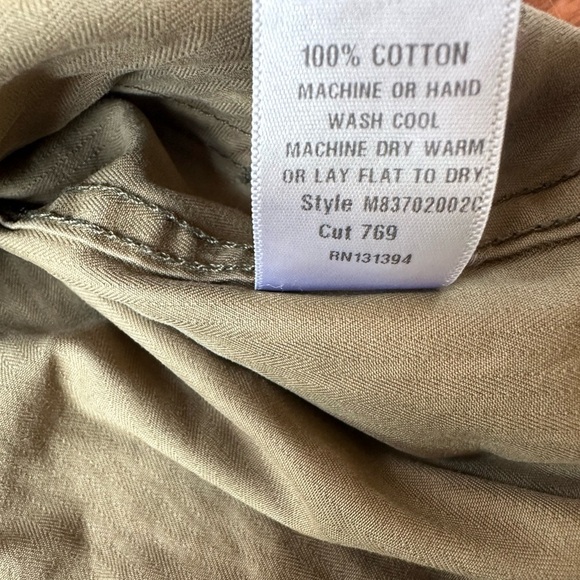 100% COTTON
MACHINE OR HAND
WASH COOL
MACHINE DRY WARM
OR LAY FLAT TO DRY
Style M83702002C
Cut 769
RN131394